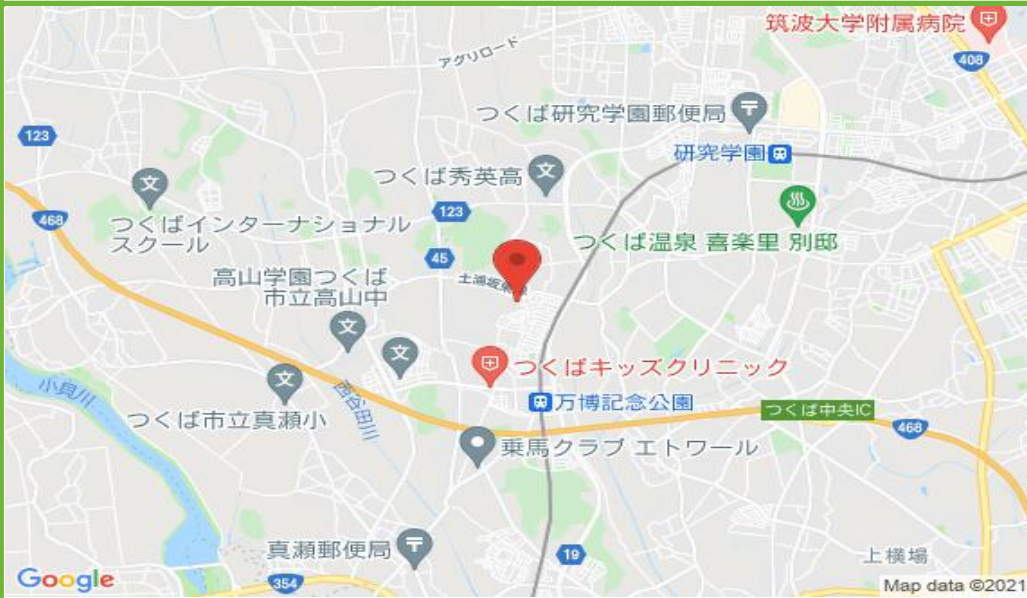 筑波大学附属病院
408
アグリロード
つくば研究学園郵便局
123
研究学園
つくば秀英高
468
つくばインターナショナル
スクール
123
つくば温泉 喜楽里 別邸
45
高山学園つくば
市立高山中
つくばキッズクリニック
小貝川
西谷田川
万博記念公園
つくば中央IC
つくば市立真瀬小
468
乗馬クラブ エトワール
真瀬郵便局
19
上横場
354
Google
Map data ©2021